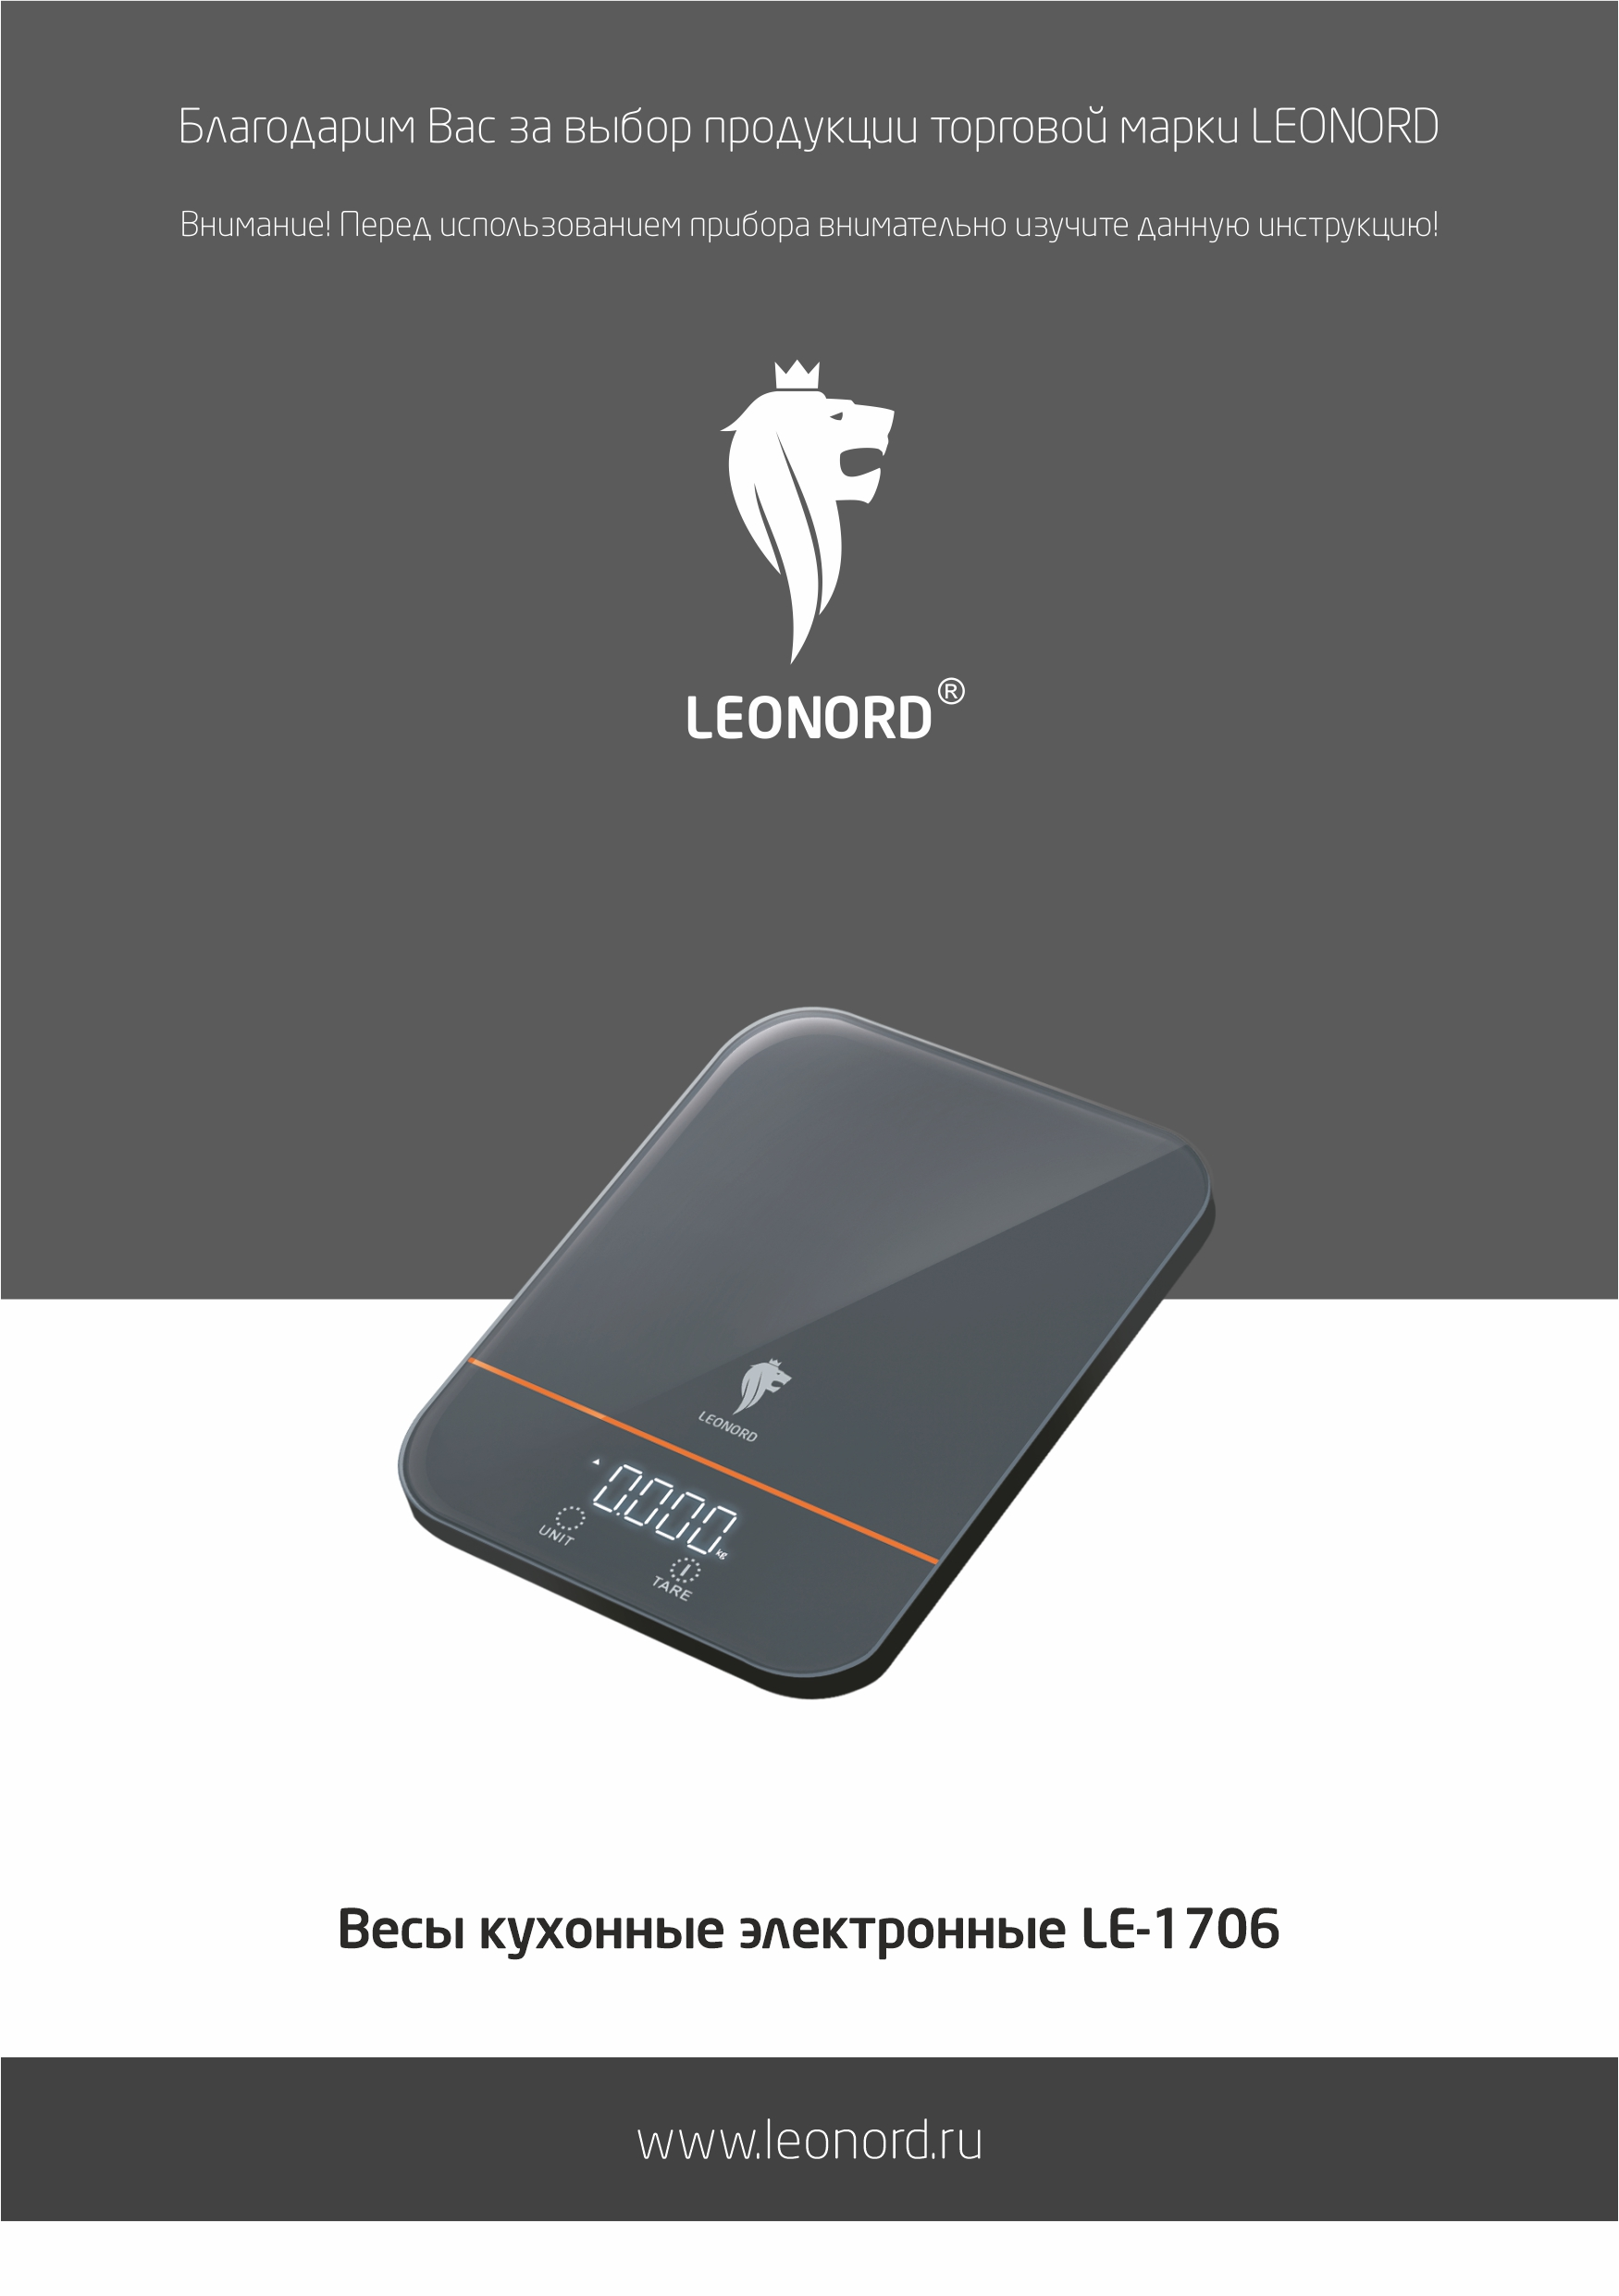 Благодарим Вас за выбор продукции торговой марки LEONORD
Внимание! Перед использованием прибора внимательно изучите данную инструкцию!
LEONORD®
LEONORD
0.000 kg
UNIT
TARE
Весы кухонные электронные LE-1706
www.leonord.ru